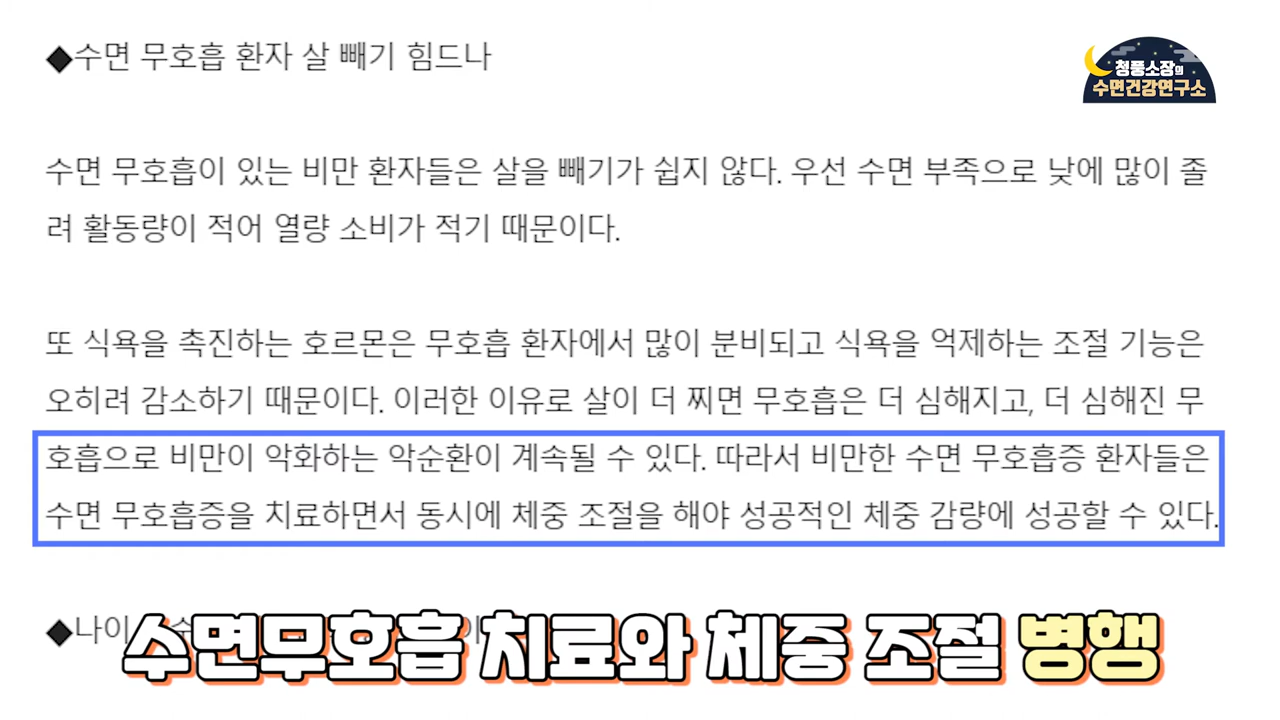 ◆수면 무호흡 환자 살 빼기 힘드나
청풍소장의
수면건강연구소
수면 무호흡이 있는 비만 환자들은 살을 빼기가 쉽지 않다. 우선 수면 부족으로 낮에 많이 졸
려 활동량이 적어 열량 소비가 적기 때문이다.
또 식욕을 촉진하는 호르몬은 무호흡 환자에서 많이 분비되고 식욕을 억제하는 조절 기능은
오히려 감소하기 때문이다. 이러한 이유로 살이 더 찌면 무호흡은 더 심해지고, 더 심해진 무
호흡으로 비만이 악화하는 악순환이 계속될 수 있다. 따라서 비만한 수면 무호흡증 환자들은
수면 무호흡증을 치료하면서 동시에 체중 조절을 해야 성공적인 체중 감량에 성공할 수 있다.
◆나이
수면무호흡 치료와 체중 조절 병행